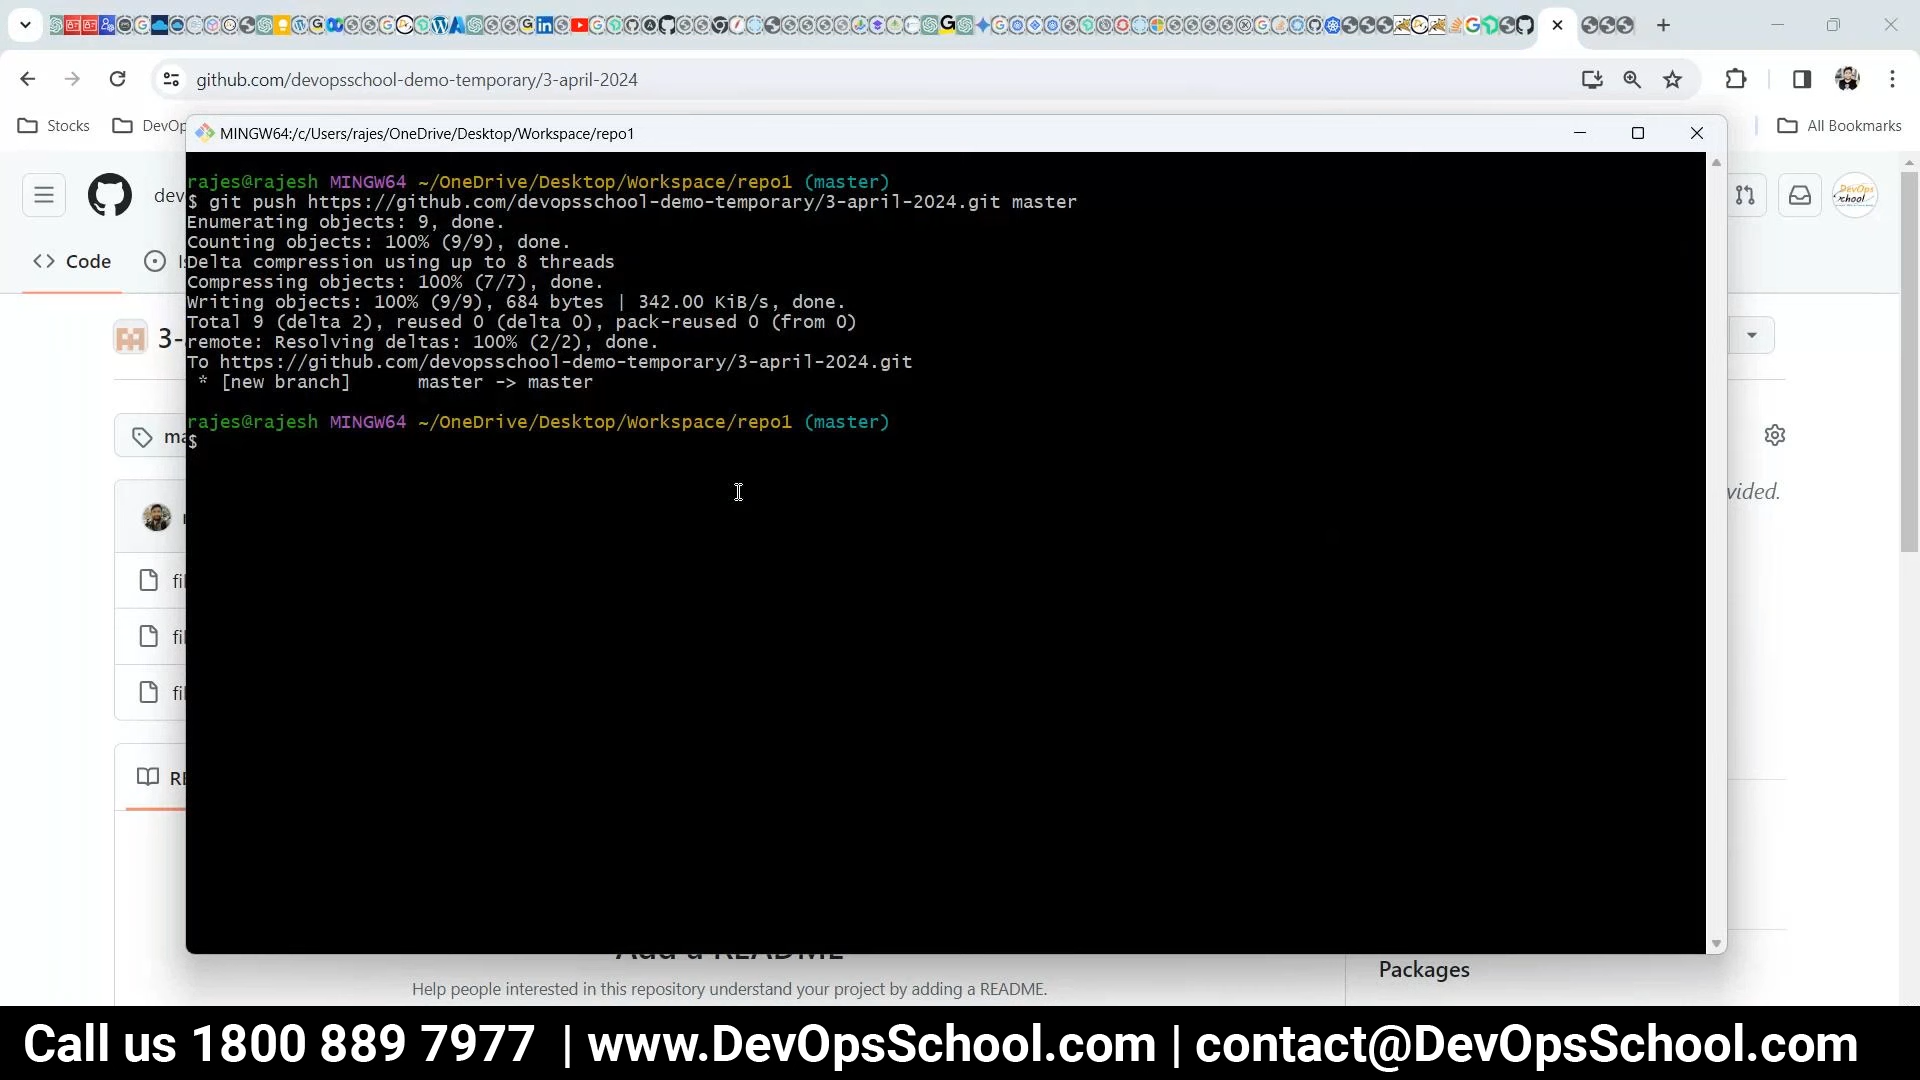 github.com/devopsschool-demo-temporary/3-april-2024
Stocks
All Bookmarks
MINGW64:/c/Users/rajes/OneDrive/Desktop/Workspace/repo1
rajes@rajesh MINGW64 ~/OneDrive/Desktop/Workspace/repo1 (master)
$ git push https://github.com/devopsschool-demo-temporary/3-april-2024.git master
Enumerating objects: 9, done.
Counting objects: 100% (9/9), done.
Delta compression using up to 8 threads
Compressing objects: 100% (7/7), done.
Writing objects: 100% (9/9), 684 bytes | 342.00 KiB/s, done.
Total 9 (delta 2), reused 0 (delta 0), pack-reused 0 (from 0)
remote: Resolving deltas: 100% (2/2), done.
To https://github.com/devopsschool-demo-temporary/3-april-2024.git
* [new branch] master -> master
rajes@rajesh MINGW64 ~/OneDrive/Desktop/Workspace/repo1 (master)
$
Code
Packages
Help people interested in this repository understand your project by adding a README.
Call us 1800 889 7977 | www.DevOpsSchool.com | contact@DevOpsSchool.com